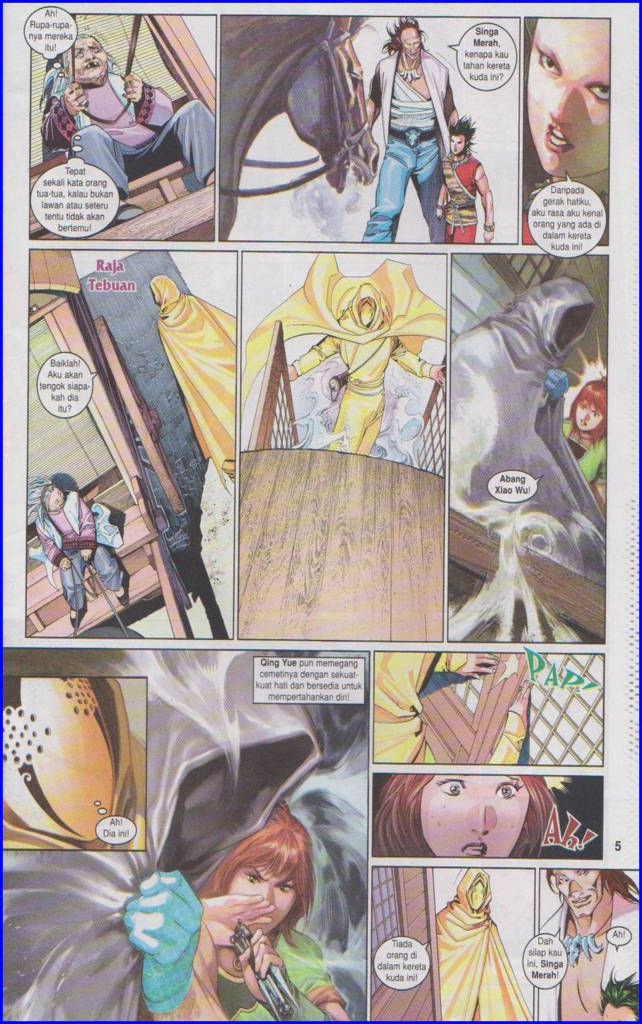 Ah!
Rupa-rupa-
nya mereka
itu!
Tepat
sekali kata orang
tua-tua, kalau bukan
lawan atau seteru
tentu tidak akan
bertemu!
Singa
Merah,
kenapa kau
tahan kereta
kuda ini?
Daripada
gerak hatiku,
aku rasa aku kenal
orang yang ada di
dalam kereta
kuda ini!
Raja
Tebuan
Baiklah!
Aku akan
tengok siapa-
kah dia
itu?
Abang
Xiao Wu!
Qing Yue pun memegang
cemetinya dengan sekuat-
kuat hati dan bersedia untuk
mempertahankan diri!
Ah!
Dia ini!
PAP!
Ah!
5
Tiada
orang di
dalam kereta
kuda ini!
Dah
silap kau
ini, Singa
Merah!
Ah!